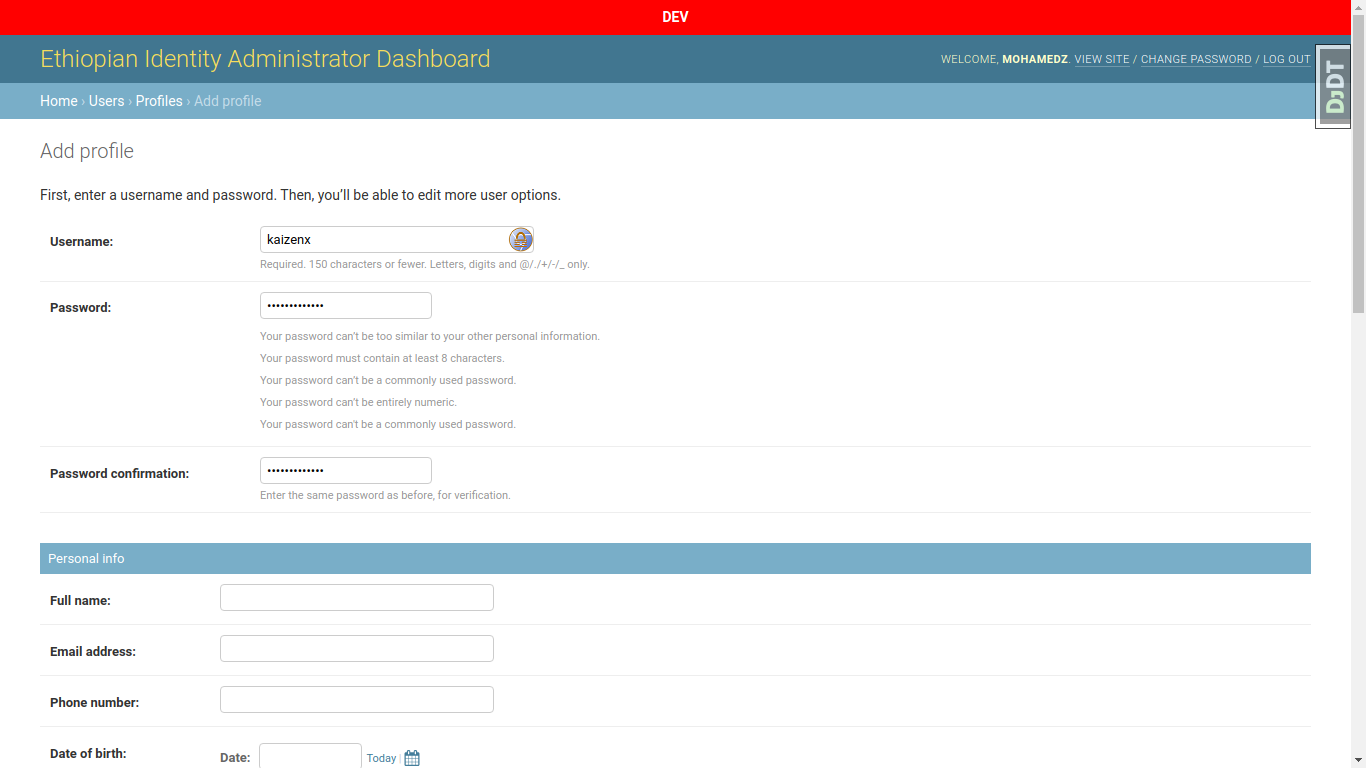 DEV
Ethiopian Identity Administrator Dashboard
WELCOME, MOHAMEDZ. VIEW SITE / CHANGE PASSWORD / LOG OUT
DJDT
Home › Users › Profiles › Add profile
Add profile
First, enter a username and password. Then, you’ll be able to edit more user options.
Username: kaizenx
Required. 150 characters or fewer. Letters, digits and @/./+/-/_ only.
Password: •••••••••••••
Your password can’t be too similar to your other personal information.
Your password must contain at least 8 characters.
Your password can’t be a commonly used password.
Your password can’t be entirely numeric.
Your password can't be a commonly used password.
Password confirmation: •••••••••••••
Enter the same password as before, for verification.
Personal info
Full name:
Email address:
Phone number:
Date of birth: Date: Today |